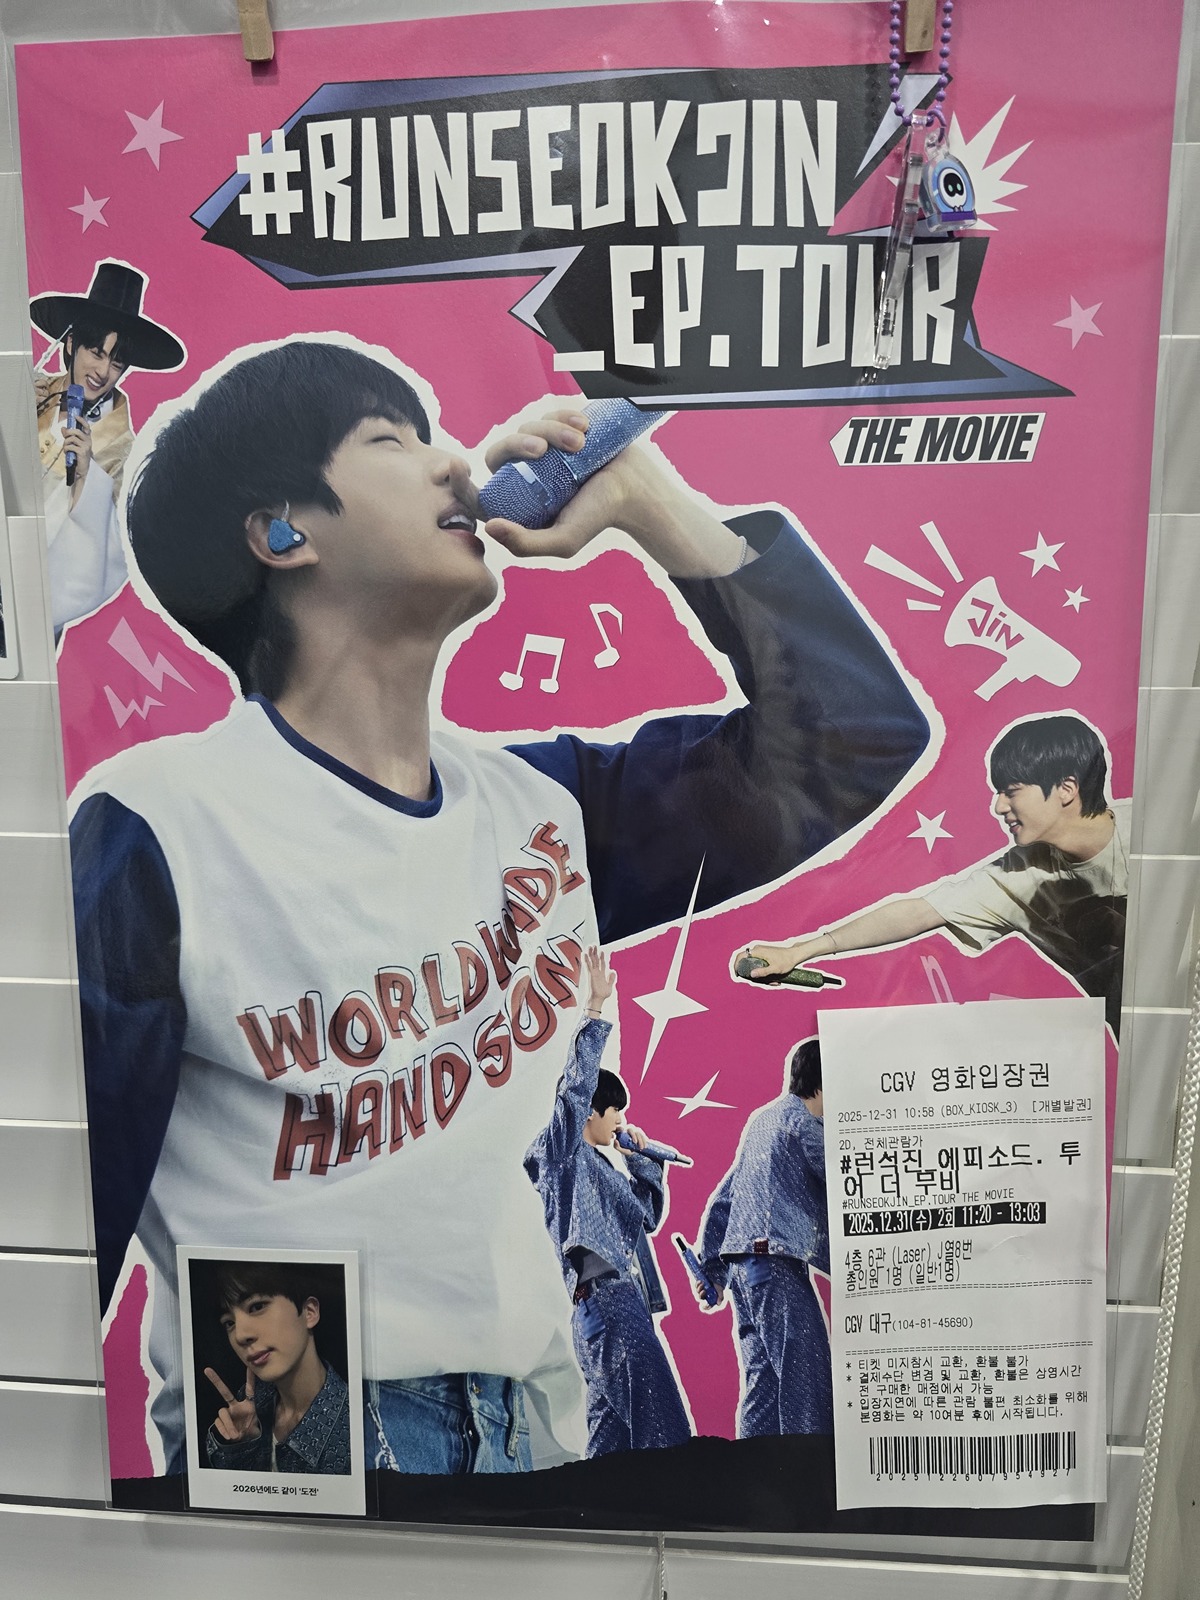 #RUNSEOKJIN
_EP.TOUR
THE MOVIE
Jin
WORLDWIDE
HANDSOM
CGV 영화입장권
2025-12-31 10:58 (BOX_KIOSK_3) [개별발권]
2D, 전체관람가
#런석진_에피소드. 투
어 더 무비
#RUNSEOKJIN_EP.TOUR THE MOVIE
2025.12.31(수) 2회 11:20 - 13:03
4층 6관 (Laser) J열8번
총인원 1명 (일반1명)
CGV 대구(104-81-45690)
* 티켓 미지참시 교환, 환불 불가
* 결제수단 변경 및 교환, 환불은 상영시간
전 구매한 매점에서 가능
* 입장지연에 따른 관람 불편 최소화를 위해
본영화는 약 10여분 후에 시작됩니다.
2026년에도 같이 '도전'